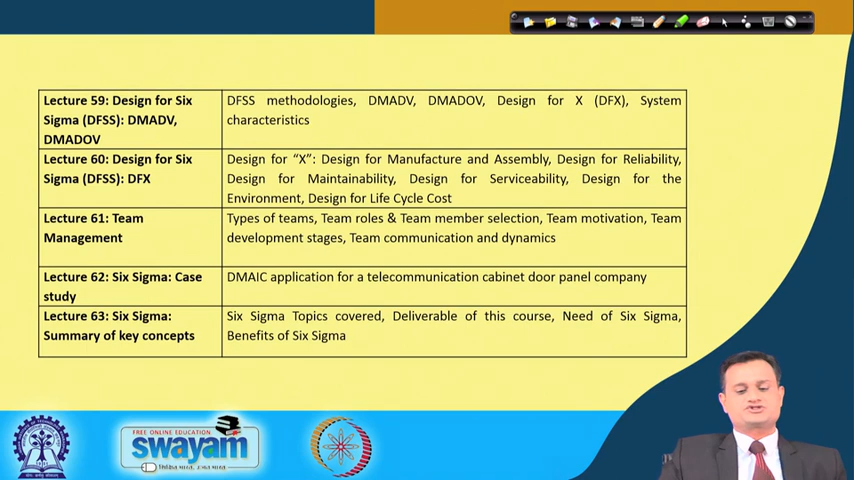 Lecture 59: Design for Six
Sigma (DFSS): DMADV,
DMADOV
DFSS methodologies, DMADV, DMADOV, Design for X (DFX), System
characteristics
Lecture 60: Design for Six
Sigma (DFSS): DFX
Design for “X”: Design for Manufacture and Assembly, Design for Reliability,
Design for Maintainability, Design for Serviceability, Design for the
Environment, Design for Life Cycle Cost
Lecture 61: Team
Management
Types of teams, Team roles & Team member selection, Team motivation, Team
development stages, Team communication and dynamics
Lecture 62: Six Sigma: Case
study
DMAIC application for a telecommunication cabinet door panel company
Lecture 63: Six Sigma:
Summary of key concepts
Six Sigma Topics covered, Deliverable of this course, Need of Six Sigma,
Benefits of Six Sigma
FREE ONLINE EDUCATION
swayam
शिक्षित भारत, उन्नत भारत